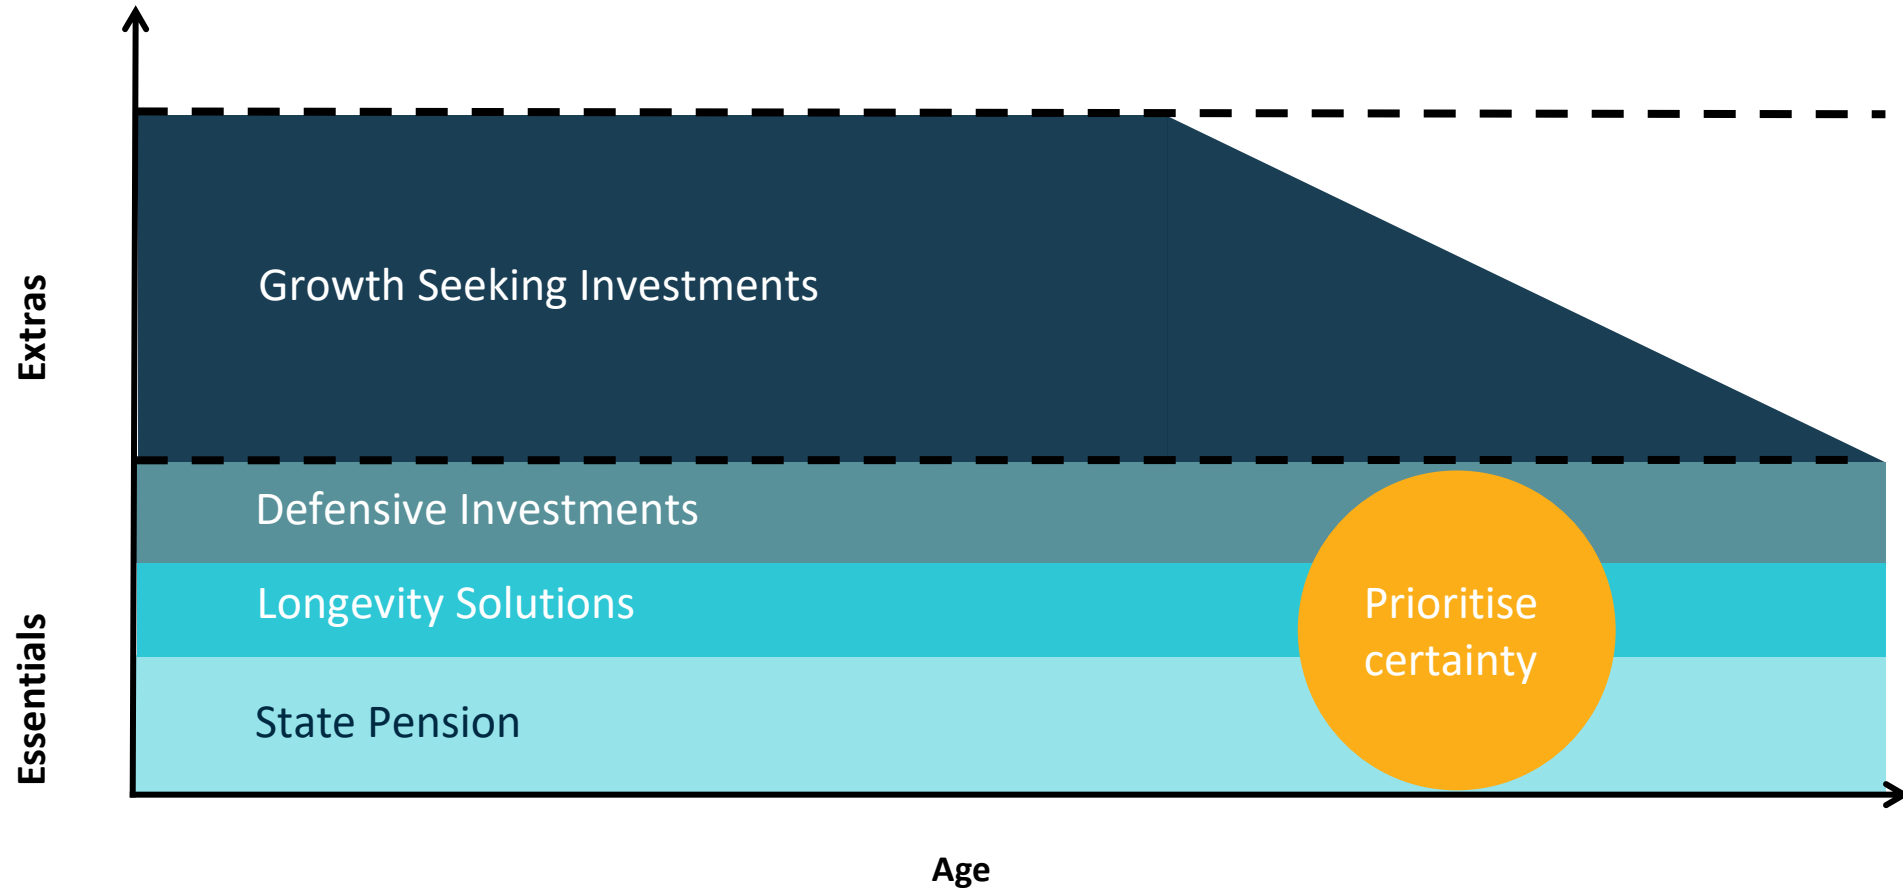 Extras
Growth Seeking Investments
Defensive Investments
Longevity Solutions
Prioritise
certainty
Essentials
State Pension
Age